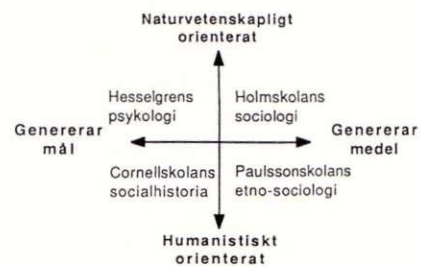 Naturvetenskapligt
orienterat
Hesselgrens
psykologi
Holmskolans
sociologi
Genererar
mål
Genererar
medel
Cornellskolans
socialhistoria
Paulssonskolans
etno-sociologi
Humanistiskt
orienterat